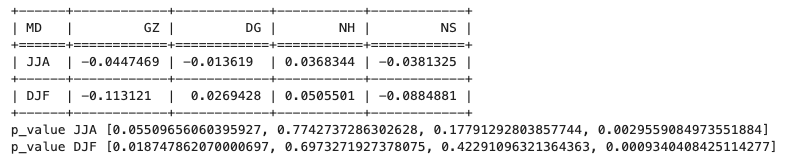 +------+------------+------------+-----------+------------+
| MD   |         GZ |         DG |        NH |         NS |
+======+============+============+===========+============+
| JJA  | -0.0447469 | -0.013619  | 0.0368344 | -0.0381325 |
+------+------------+------------+-----------+------------+
| DJF  | -0.113121  |  0.0269428 | 0.0505501 | -0.0884881 |
+------+------------+------------+-----------+------------+
p_value JJA [0.05509656060395927, 0.7742737286302628, 0.17791292803857744, 0.0029559084973551884]
p_value DJF [0.018747862070000697, 0.6973271927378075, 0.42291096321364363, 0.0009340408425114277]